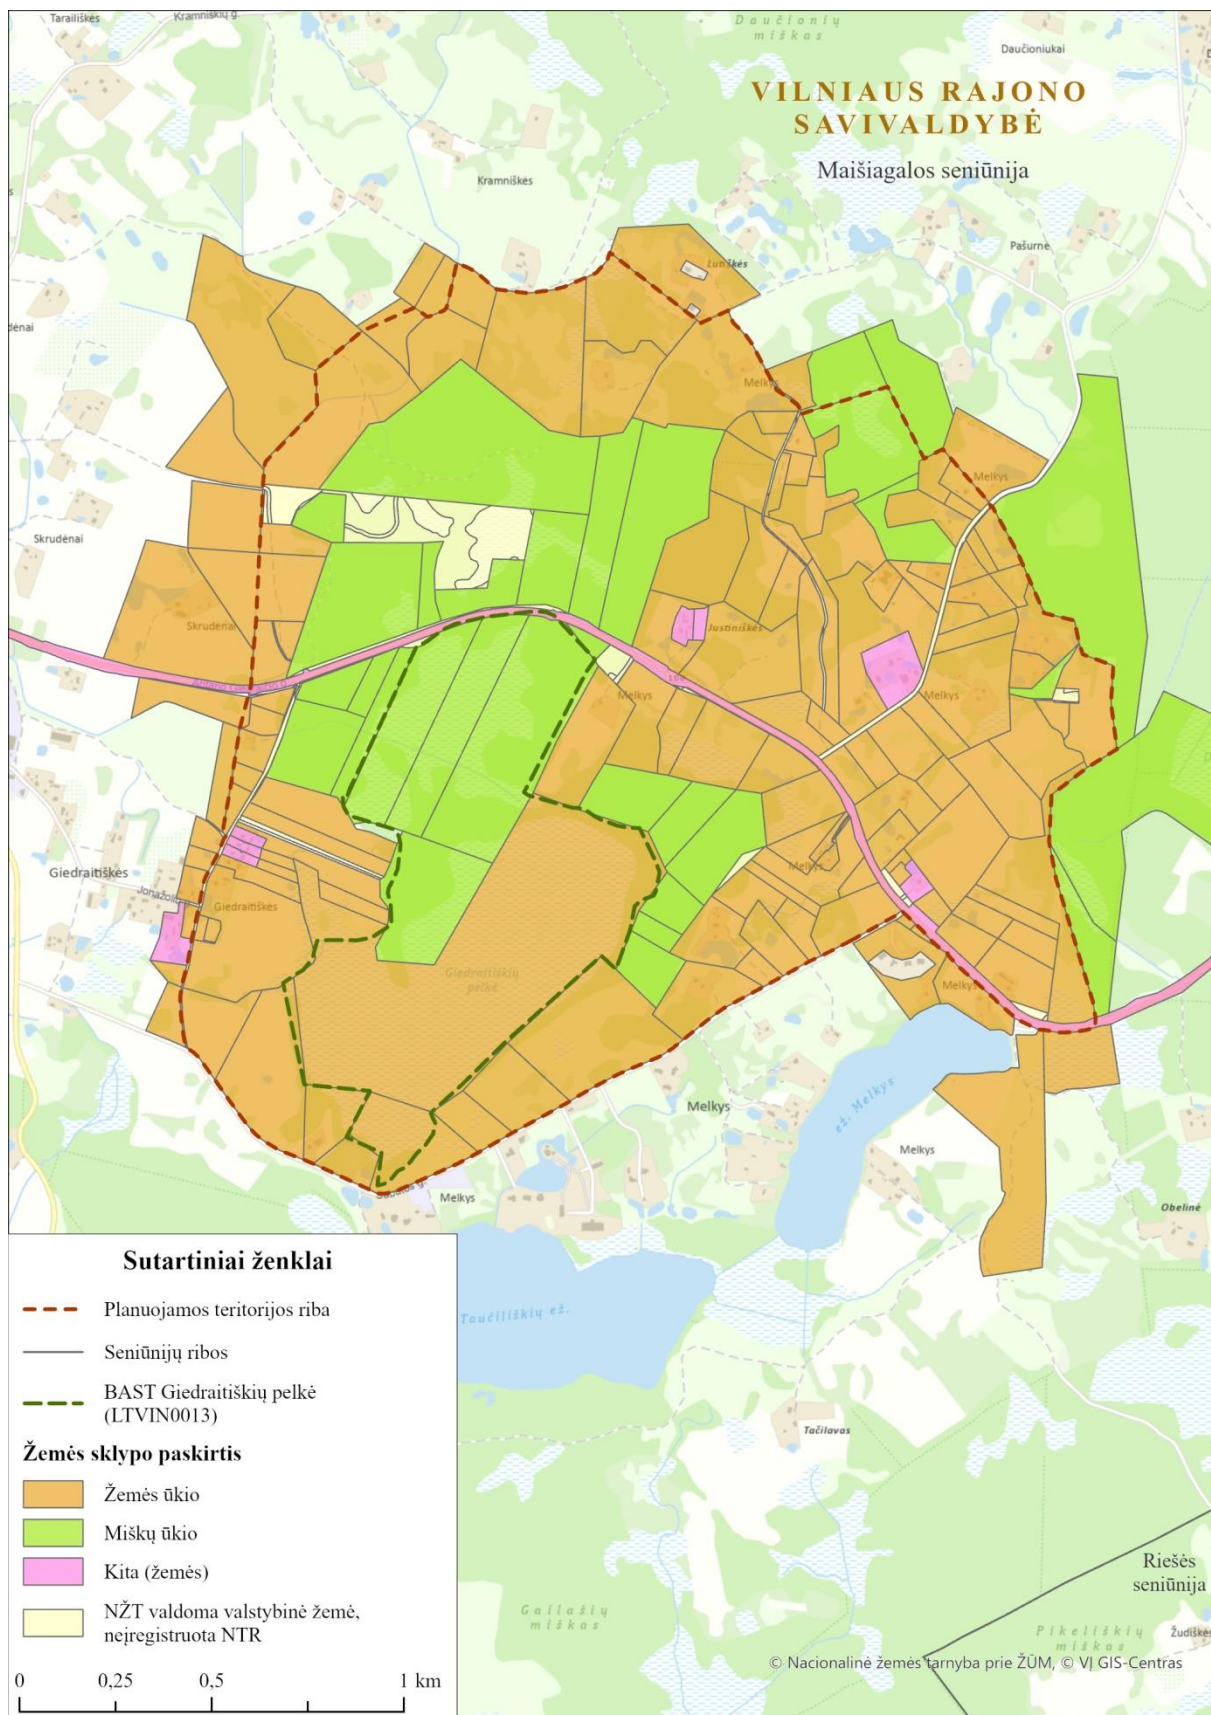 Tarailiškės
Kramniškių g.
Daučionių
miškas
Daučioniukai
VILNIAUS RAJONO
SAVIVALDYBĖ
Maišiagalos seniūnija
Kramniškės
Pašurne
Lutiškės
Melkys
Melkys
Skrudėnai
Skrudėnai
Justiniškės
Melkys
Melkys
Melkys
Giedraitiškės
Giedraitiškės
Giedraitiškių
pelkė
Melkys
ež. Melkys
Melkys
Melkys
Melkys
Obelinė
Taučiliškių ež.
Tačilavas
Gailašių
miškas
Riešės
seniūnija
Pikeliškių
miškas
Žudiškės
© Nacionalinė žemės tarnyba prie ŽŪM, © VĮ GIS-Centras
Sutartiniai ženklai
Planuojamos teritorijos riba
Seniūnijų ribos
BAST Giedraitiškių pelkė
(LTVIN0013)
Žemės sklypo paskirtis
Žemės ūkio
Miškų ūkio
Kita (žemės)
NŽT valdoma valstybinė žemė,
neįregistruota NTR
0 0,25 0,5 1 km